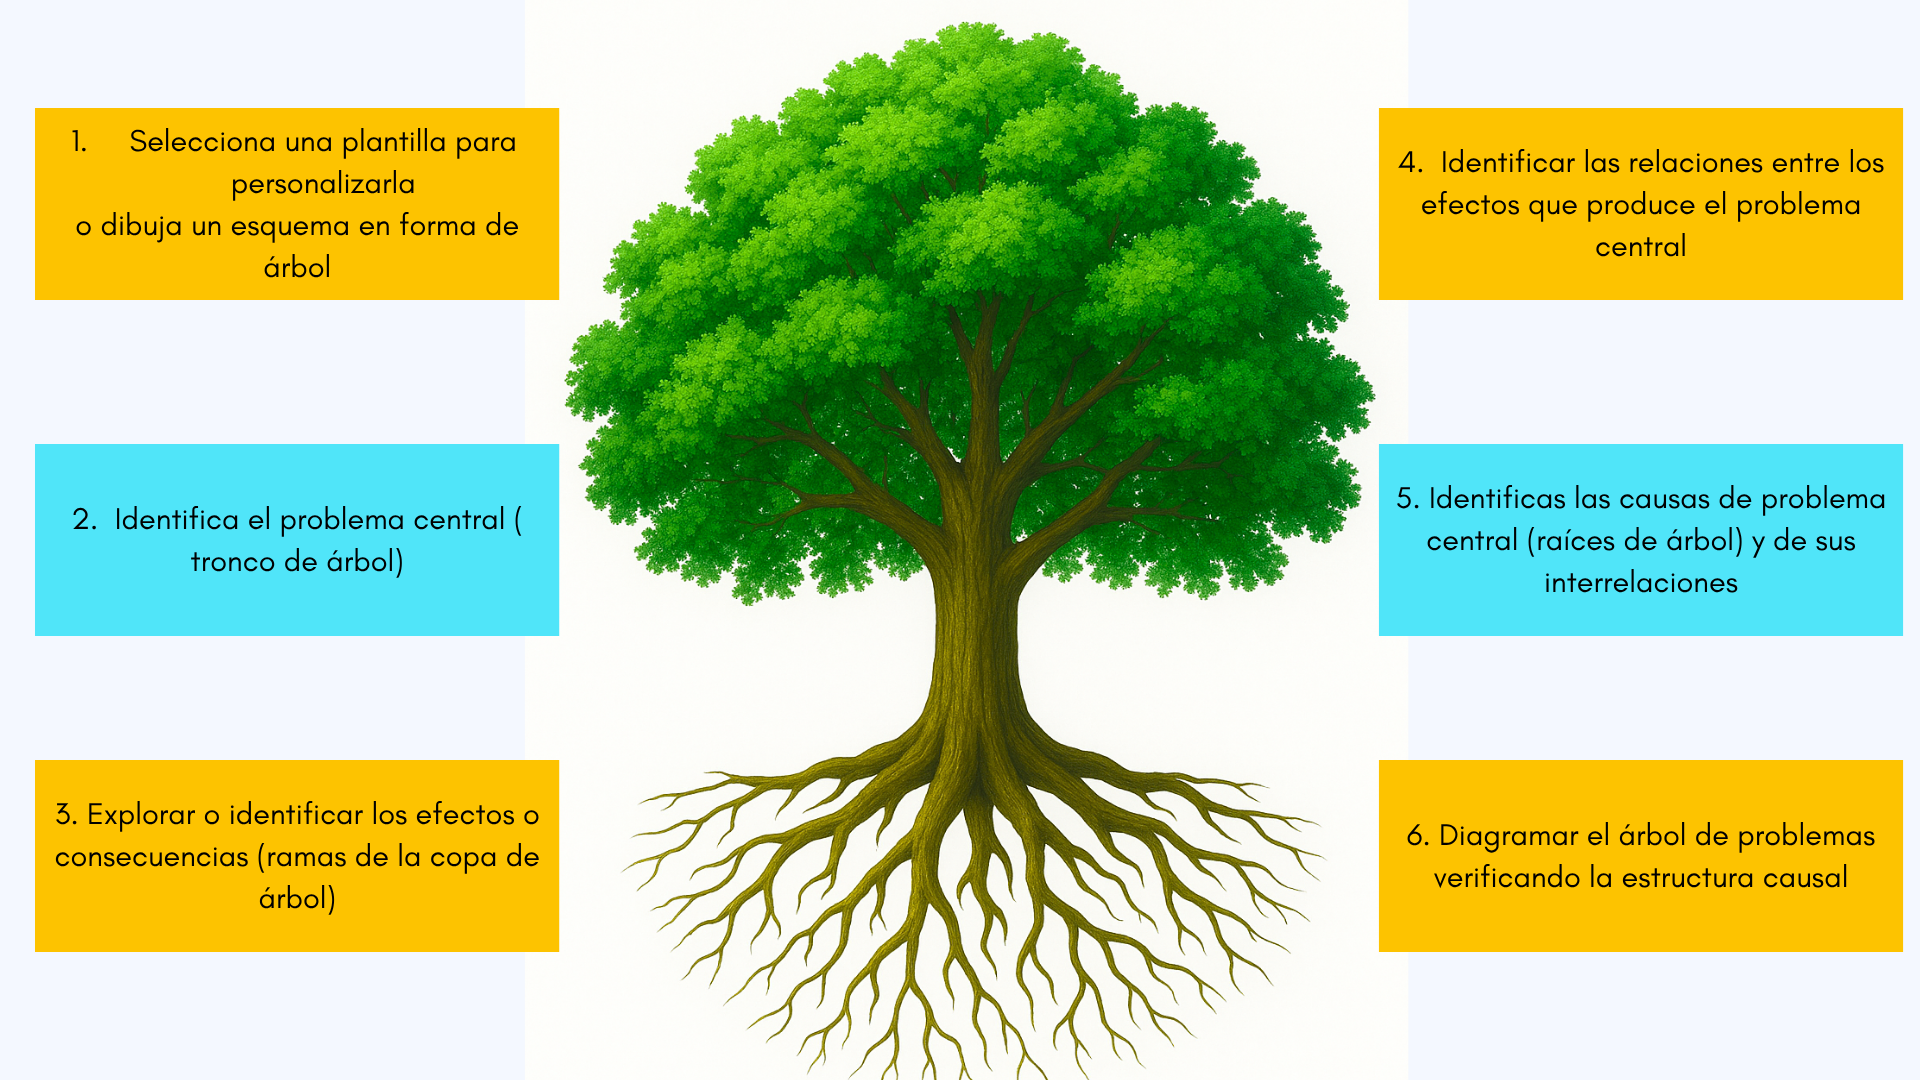 1. Selecciona una plantilla para
personalizarla
o dibuja un esquema en forma de
árbol
2. Identifica el problema central (
tronco de árbol)
3. Explorar o identificar los efectos o
consecuencias (ramas de la copa de
árbol)
4. Identificar las relaciones entre los
efectos que produce el problema
central
5. Identificas las causas de problema
central (raíces de árbol) y de sus
interrelaciones
6. Diagramar el árbol de problemas
verificando la estructura causal